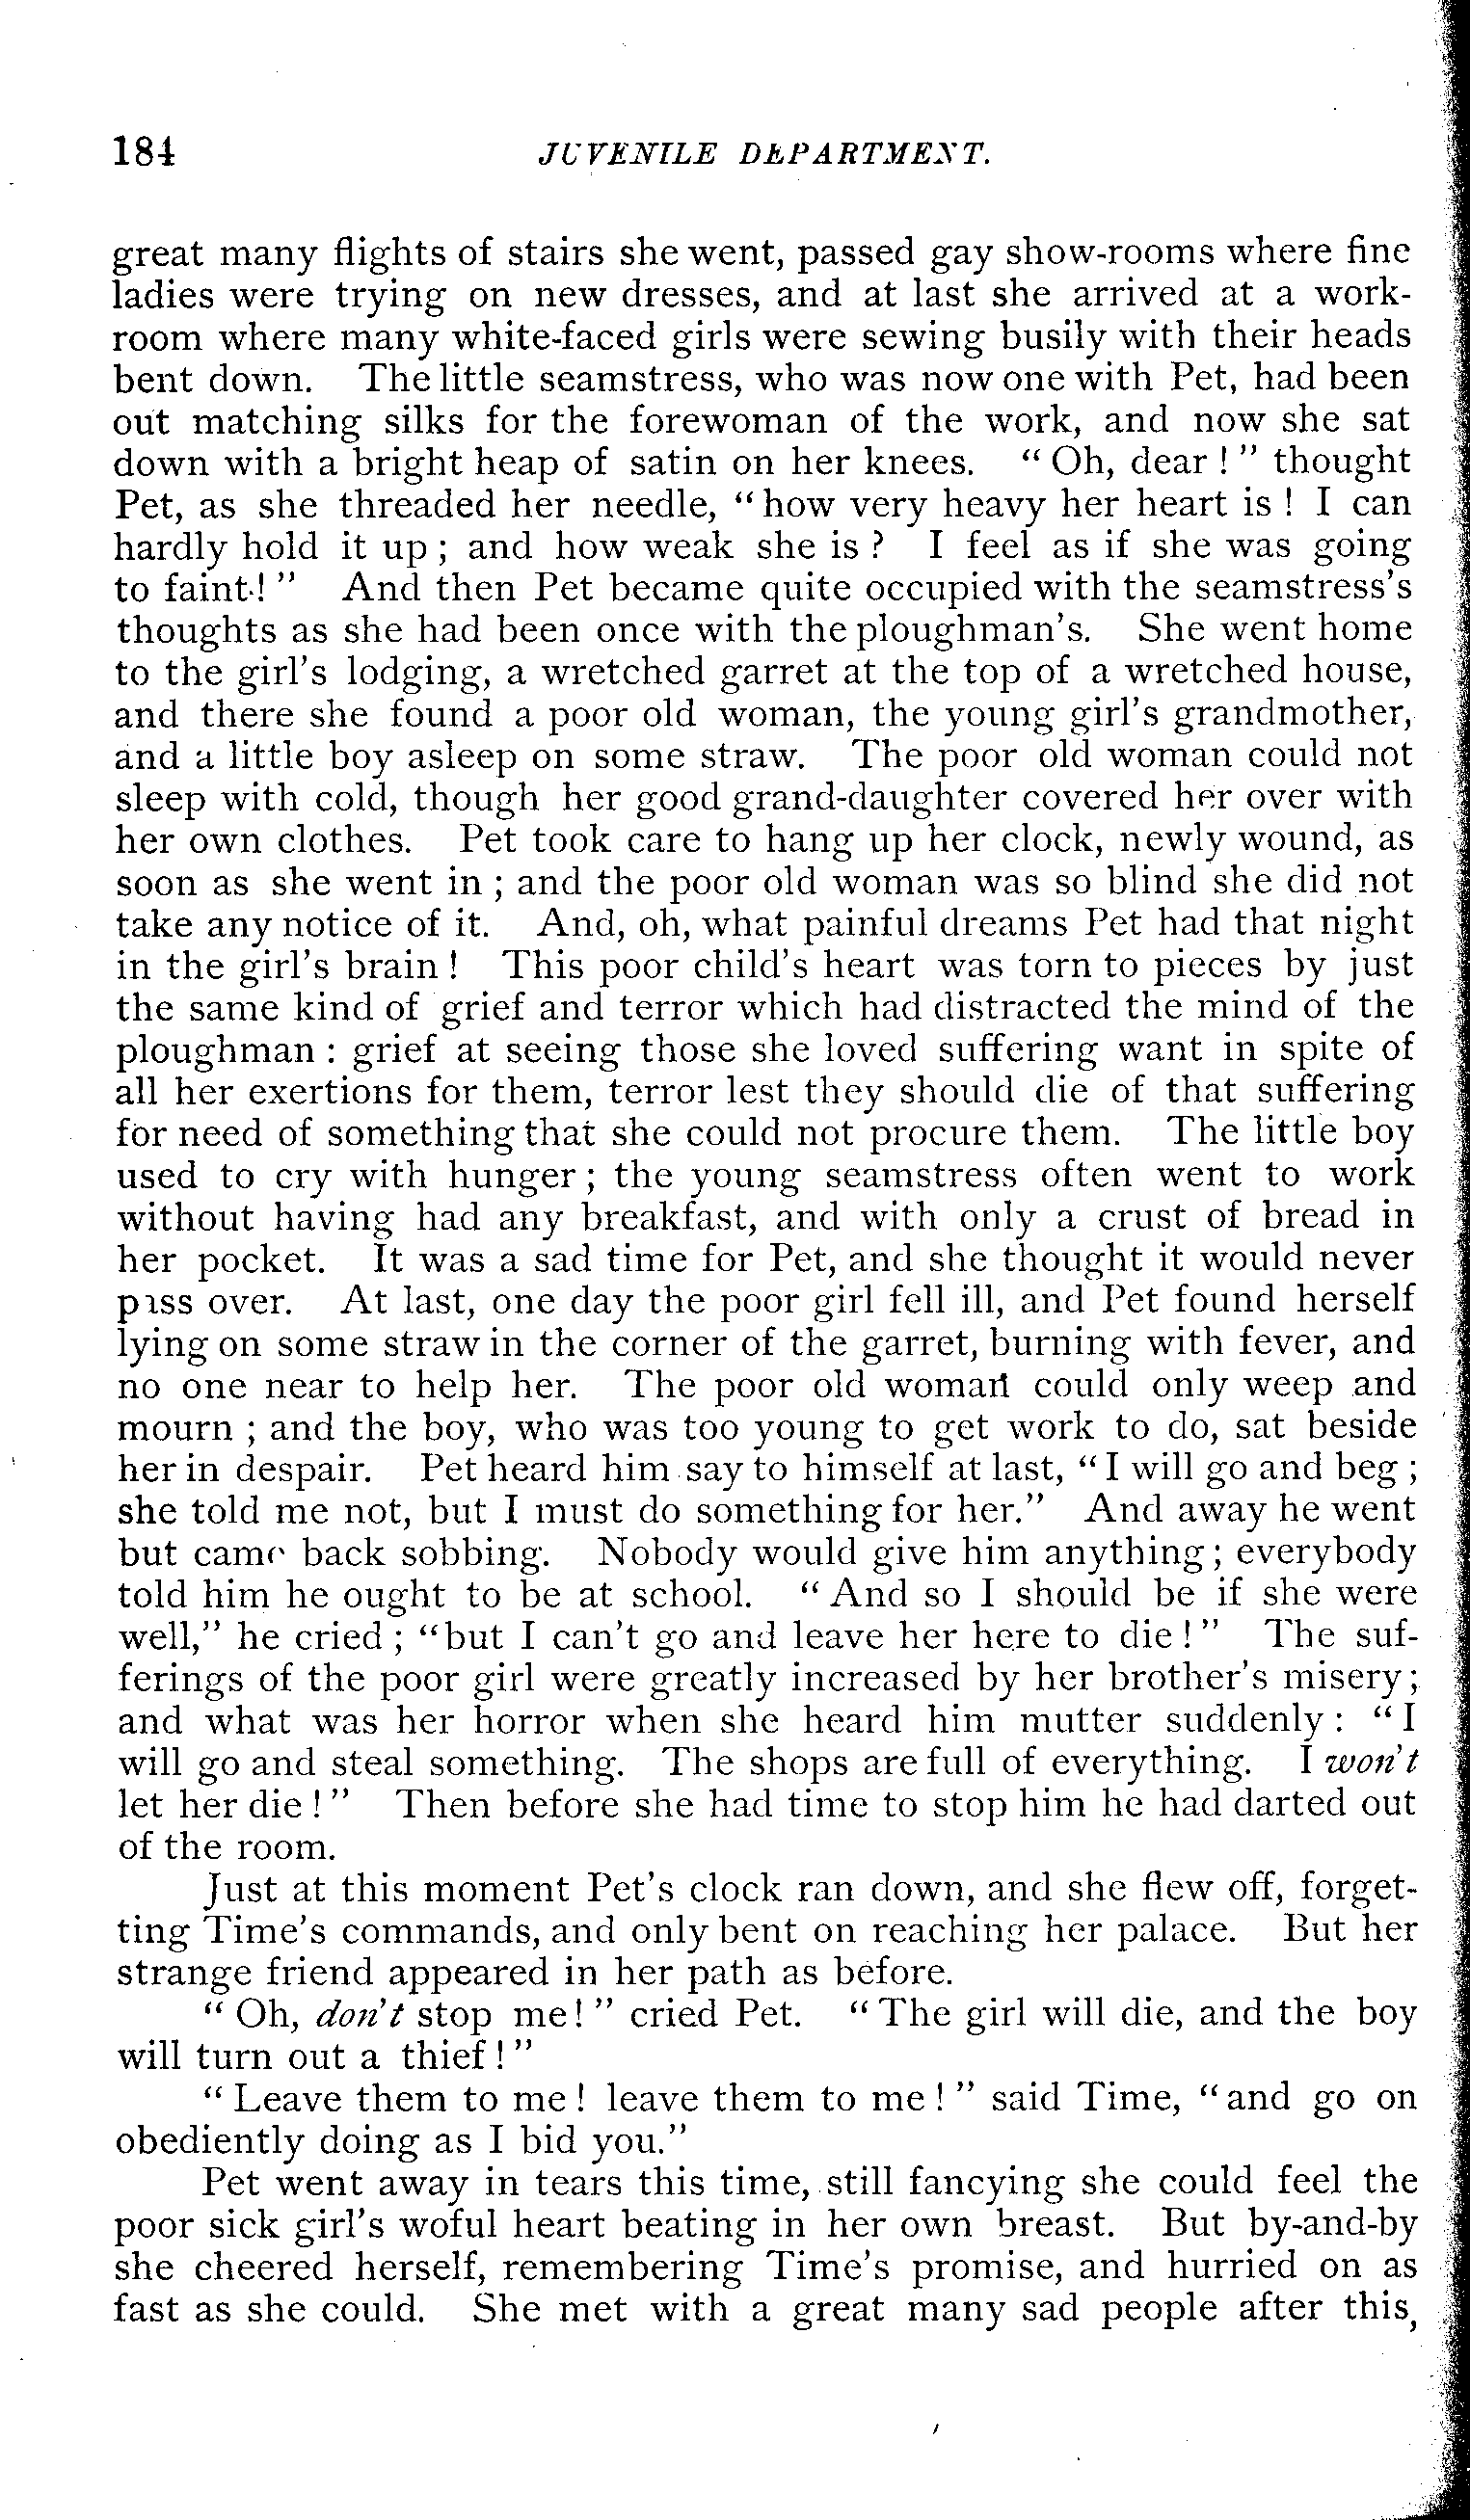 184 JUVENILE DEPARTMENT.
great many flights of stairs she went, passed gay show-rooms where fine
ladies were trying on new dresses, and at last she arrived at a work-
room where many white-faced girls were sewing busily with their heads
bent down. The little seamstress, who was now one with Pet, had been
out matching silks for the forewoman of the work, and now she sat
down with a bright heap of satin on her knees. "Oh, dear!" thought
Pet, as she threaded her needle, "how very heavy her heart is! I can
hardly hold it up; and how weak she is? I feel as if she was going
to faint!" And then Pet became quite occupied with the seamstress's
thoughts as she had been once with the ploughman's. She went home
to the girl's lodging, a wretched garret at the top of a wretched house,
and there she found a poor old woman, the young girl's grandmother,
and a little boy asleep on some straw. The poor old woman could not
sleep with cold, though her good grand-daughter covered her over with
her own clothes. Pet took care to hang up her clock, newly wound, as
soon as she went in; and the poor old woman was so blind she did not
take any notice of it. And, oh, what painful dreams Pet had that night
in the girl's brain! This poor child's heart was torn to pieces by just
the same kind of grief and terror which had distracted the mind of the
ploughman: grief at seeing those she loved suffering want in spite of
all her exertions for them, terror lest they should die of that suffering
for need of something that she could not procure them. The little boy
used to cry with hunger; the young seamstress often went to work
without having had any breakfast, and with only a crust of bread in
her pocket. It was a sad time for Pet, and she thought it would never
pass over. At last, one day the poor girl fell ill, and Pet found herself
lying on some straw in the corner of the garret, burning with fever, and
no one near to help her. The poor old woman could only weep and
mourn; and the boy, who was too young to get work to do, sat beside
her in despair. Pet heard him say to himself at last, "I will go and beg;
she told me not, but I must do something for her." And away he went
but came back sobbing. Nobody would give him anything; everybody
told him he ought to be at school. "And so I should be if she were
well," he cried; "but I can't go and leave her here to die!" The suf-
ferings of the poor girl were greatly increased by her brother's misery;
and what was her horror when she heard him mutter suddenly: "I
will go and steal something. The shops are full of everything. I won't
let her die!" Then before she had time to stop him he had darted out
of the room.
Just at this moment Pet's clock ran down, and she flew off, forget-
ting Time's commands, and only bent on reaching her palace. But her
strange friend appeared in her path as before.
"Oh, don't stop me!" cried Pet. "The girl will die, and the boy
will turn out a thief!"
"Leave them to me! leave them to me!" said Time, "and go on
obediently doing as I bid you."
Pet went away in tears this time, still fancying she could feel the
poor sick girl's woful heart beating in her own breast. But by-and-by
she cheered herself, remembering Time's promise, and hurried on as
fast as she could. She met with a great many sad people after this,